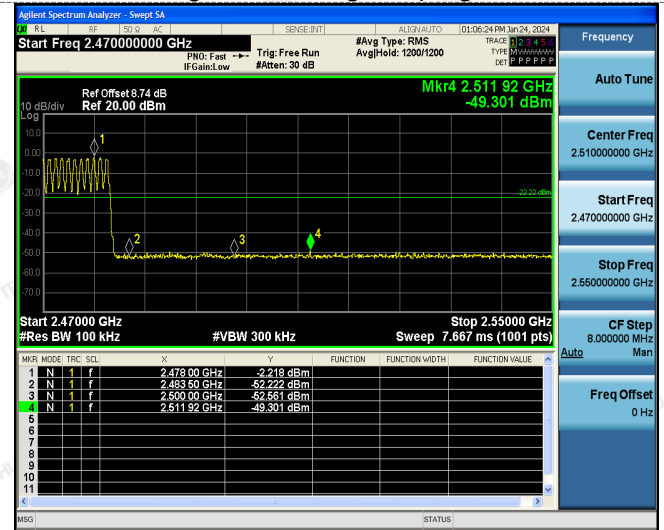 Agilent Spectrum Analyzer - Swept SA
LXI RL RF 50 Ω AC SENSE:INT ALIGN AUTO 01:06:24 PM Jan 24, 2024
Start Freq 2.470000000 GHz
PNO: Fast
IFGain:Low
Trig: Free Run
#Atten: 30 dB
#Avg Type: RMS
Avg|Hold: 1200/1200
TRACE 1 2 3 4 5 6
TYPE M W W W W W
DET P P P P P P
Frequency
Auto Tune
Center Freq
2.510000000 GHz
Start Freq
2.470000000 GHz
Stop Freq
2.550000000 GHz
CF Step
8.000000 MHz
Auto Man
Freq Offset
0 Hz
Mkr4 2.511 92 GHz
-49.301 dBm
Ref Offset 8.74 dB
10 dB/div Ref 20.00 dBm
Log
10.0
0.00
-10.0
-20.0
-30.0
-40.0
-50.0
-60.0
-70.0
1
2
3
4
-22.22 dBm
Start 2.47000 GHz Stop 2.55000 GHz
#Res BW 100 kHz #VBW 300 kHz Sweep 7.667 ms (1001 pts)
MKR MODE TRC SCL X Y FUNCTION FUNCTION WIDTH FUNCTION VALUE
1 N 1 f 2.478 00 GHz -2.218 dBm
2 N 1 f 2.483 50 GHz -52.222 dBm
3 N 1 f 2.500 00 GHz -52.561 dBm
4 N 1 f 2.511 92 GHz -49.301 dBm
5
6
7
8
9
10
11
MSG STATUS